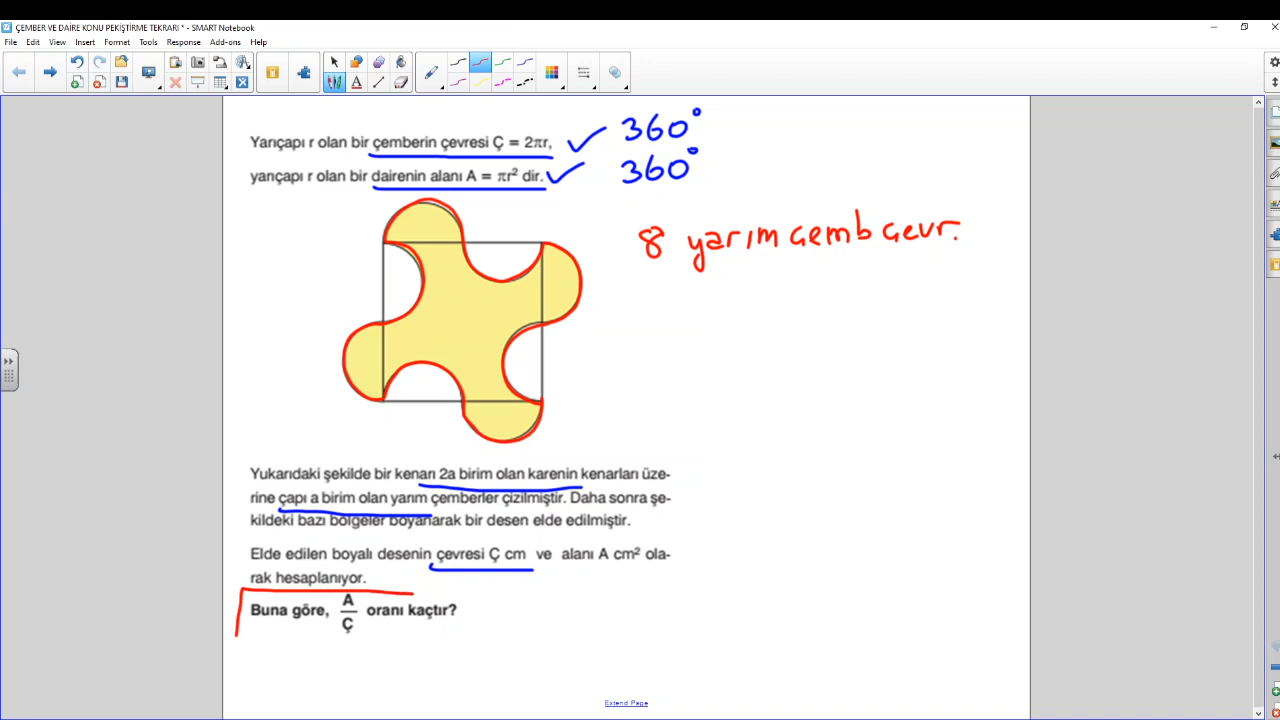 ÇEMBER VE DAİRE KONU PEKİŞTİRME TEKRARI * - SMART Notebook
File Edit View Insert Format Tools Response Add-ons Help
Yarıçapı r olan bir çemberin çevresi Ç = 2πr,
360°
yarıçapı r olan bir dairenin alanı A = πr² dir.
360°
8 yarım çemb çevr.
Yukarıdaki şekilde bir kenarı 2a birim olan karenin kenarları üze-
rine çapı a birim olan yarım çemberler çizilmiştir. Daha sonra şe-
kildeki bazı bölgeler boyanarak bir desen elde edilmiştir.
Elde edilen boyalı desenin çevresi Ç cm ve alanı A cm² ola-
rak hesaplanıyor.
Buna göre, A/Ç oranı kaçtır?
Extend Page